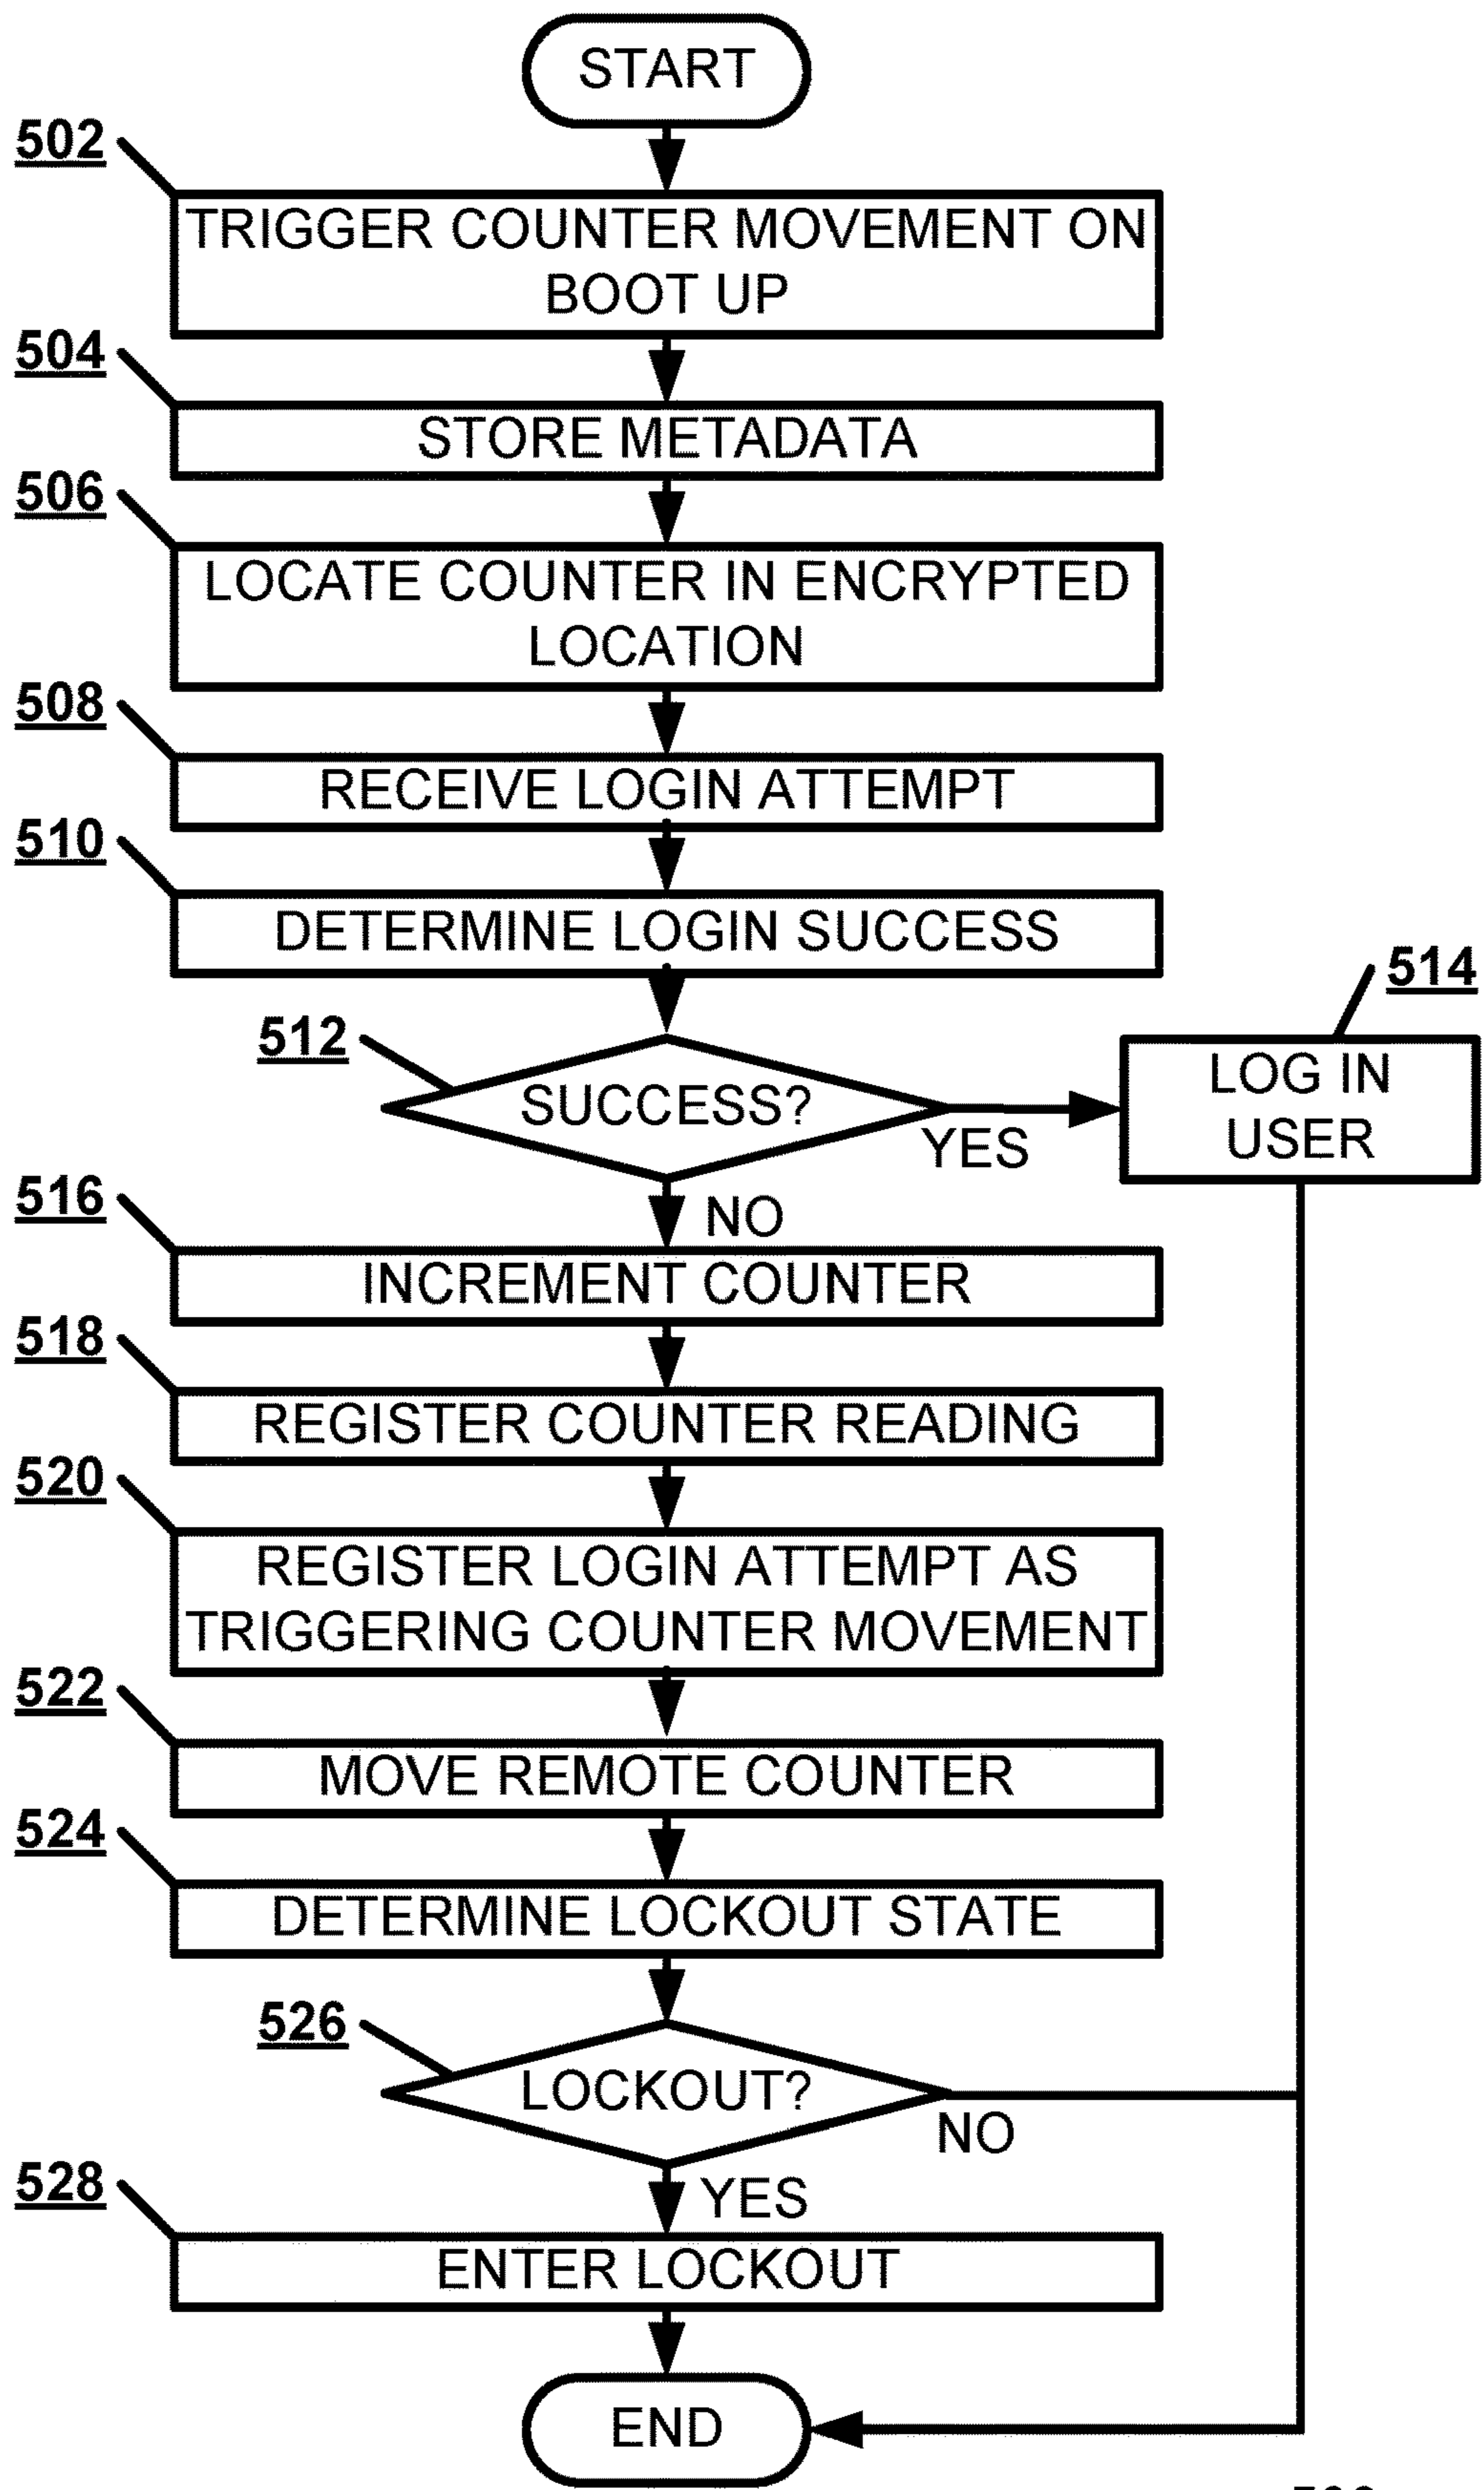 START
502
TRIGGER COUNTER MOVEMENT ON
BOOT UP
504
STORE METADATA
506
LOCATE COUNTER IN ENCRYPTED
LOCATION
508
RECEIVE LOGIN ATTEMPT
510
DETERMINE LOGIN SUCCESS
512
SUCCESS?
YES
514
LOG IN
USER
NO
516
INCREMENT COUNTER
518
REGISTER COUNTER READING
520
REGISTER LOGIN ATTEMPT AS
TRIGGERING COUNTER MOVEMENT
522
MOVE REMOTE COUNTER
524
DETERMINE LOCKOUT STATE
526
LOCKOUT?
NO
YES
528
ENTER LOCKOUT
END